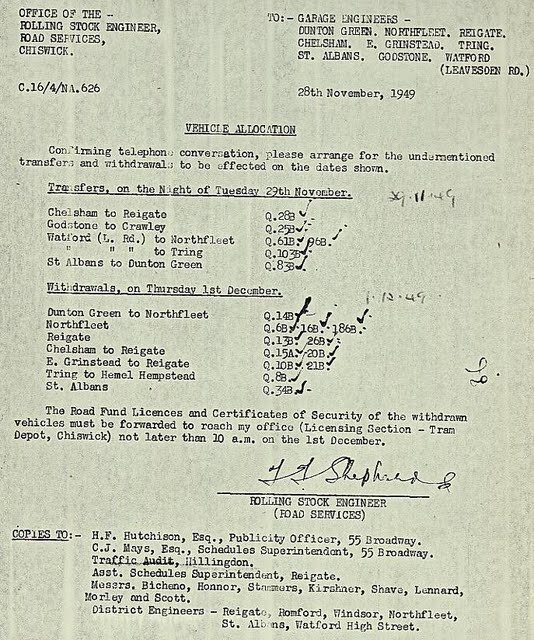 OFFICE OF THE -
ROLLING STOCK ENGINEER,
ROAD SERVICES,
CHISWICK.
TO:- GARAGE ENGINEERS -
DUNTON GREEN. NORTHFLEET. REIGATE.
CHELSHAM. E. GRINSTEAD. TRING.
ST. ALBANS. GODSTONE. WATFORD
(LEAVESDEN RD.)
C.16/4/NA.626
28th November, 1949
VEHICLE ALLOCATION
Confirming telephone conversation, please arrange for the undermentioned
transfers and withdrawals to be effected on the dates shown.
Transfers, on the Night of Tuesday 29th November. 29.11.49
Chelsham to Reigate Q.28B
Godstone to Crawley Q.25B
Watford (L. Rd.) to Northfleet Q.61B 96B.
" " " to Tring Q.103B
St Albans to Dunton Green Q.83B
Withdrawals, on Thursday 1st December. 1.12.49
Dunton Green to Northfleet Q.14B
Northfleet Q.6B 16B. 186B.
Reigate Q.13B 26B
Chelsham to Reigate Q.15A 20B
E. Grinstead to Reigate Q.10B 21B
Tring to Hemel Hempstead Q.8B
St. Albans Q.34B
The Road Fund Licences and Certificates of Security of the withdrawn
vehicles must be forwarded to reach my office (Licensing Section - Tram
Depot, Chiswick) not later than 10 a.m. on the 1st December.
Shepherd
ROLLING STOCK ENGINEER
(ROAD SERVICES)
COPIES TO:- H.F. Hutchison, Esq., Publicity Officer, 55 Broadway.
C.J. Mays, Esq., Schedules Superintendent, 55 Broadway.
Traffic Audit, Hillingdon.
Asst. Schedules Superintendent, Reigate.
Messrs. Bicheno, Honnor, Stammers, Kirshner, Shave, Lennard,
Morley and Scott.
District Engineers - Reigate, Romford, Windsor, Northfleet,
St. Albans, Watford High Street.